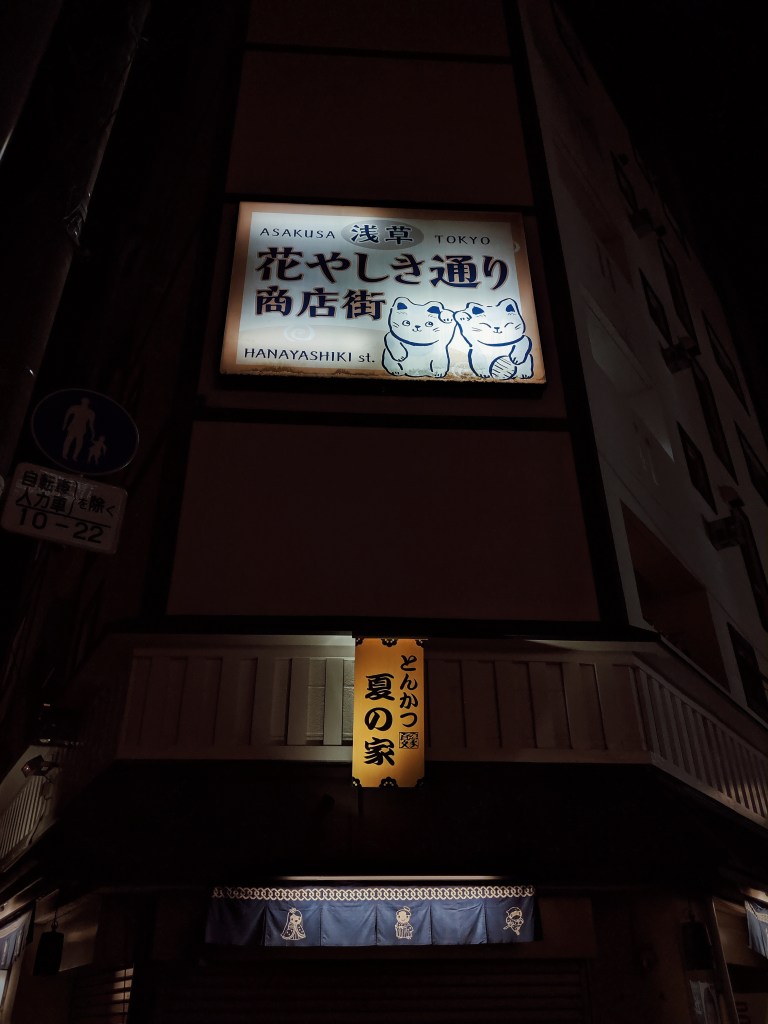 ASAKUSA 浅草 TOKYO
花やしき通り
商店街
HANAYASHIKI st.
自転車
人力車
を除く
10-22
とんかつ
夏の家